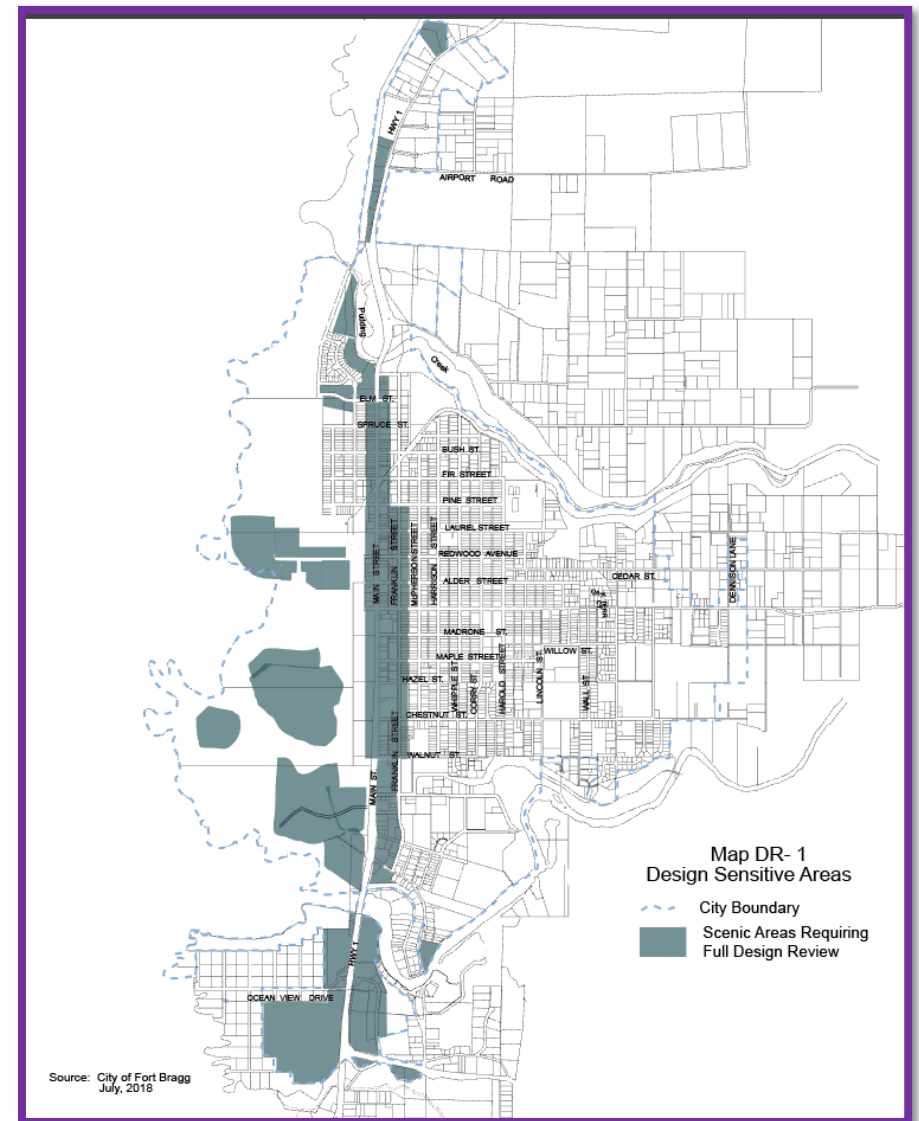 HWY 1
AIRPORT ROAD
Pudding
Creek
ELM ST.
SPRUCE ST.
BUSH ST.
FIR STREET
PINE STREET
LAUREL STREET
REDWOOD AVENUE
ALDER STREET
CEDAR ST.
MAIN STREET
FRANKLIN STREET
McPHERSON STREET
HARRISON STREET
DENNISON LANE
MADRONE ST.
MAPLE STREET
WILLOW ST.
HAZEL ST.
WHIPPLE ST.
CORRY ST.
HAROLD STREET
LINCOLN ST.
WALL ST.
CHESTNUT ST.
WALNUT ST.
MAIN ST.
FRANKLIN STREET
HWY 1
OCEAN VIEW DRIVE
Map DR- 1
Design Sensitive Areas
City Boundary
Scenic Areas Requiring
Full Design Review
Source: City of Fort Bragg
July, 2018